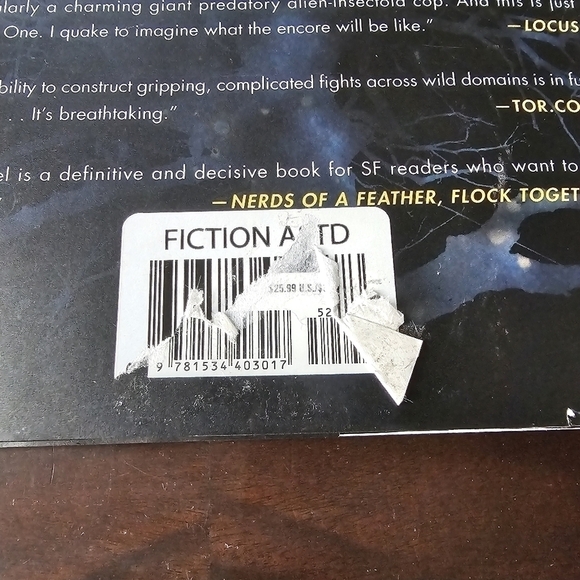 larly a charming giant predatory alien-insectoid cop. And this is just
One. I quake to imagine what the encore will be like.”
—LOCUS
bility to construct gripping, complicated fights across wild domains is in fu
. . It's breathtaking.”
—TOR.CO
el is a definitive and decisive book for SF readers who want to
—NERDS OF A FEATHER, FLOCK TOGET
FICTION A TD
$25.99 U.S./
52
9 781534 403017